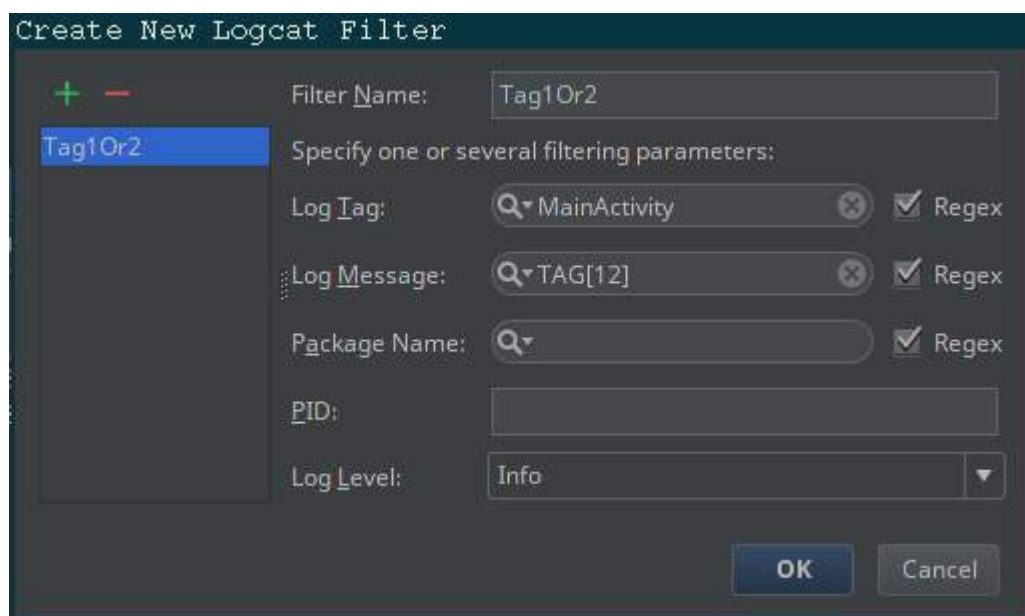 Create New Logcat Filter
Filter Name: Tag1Or2
Tag1Or2
Specify one or several filtering parameters:
Log Tag: MainActivity Regex
Log Message: TAG[12] Regex
Package Name: Regex
PID:
Log Level: Info
OK Cancel